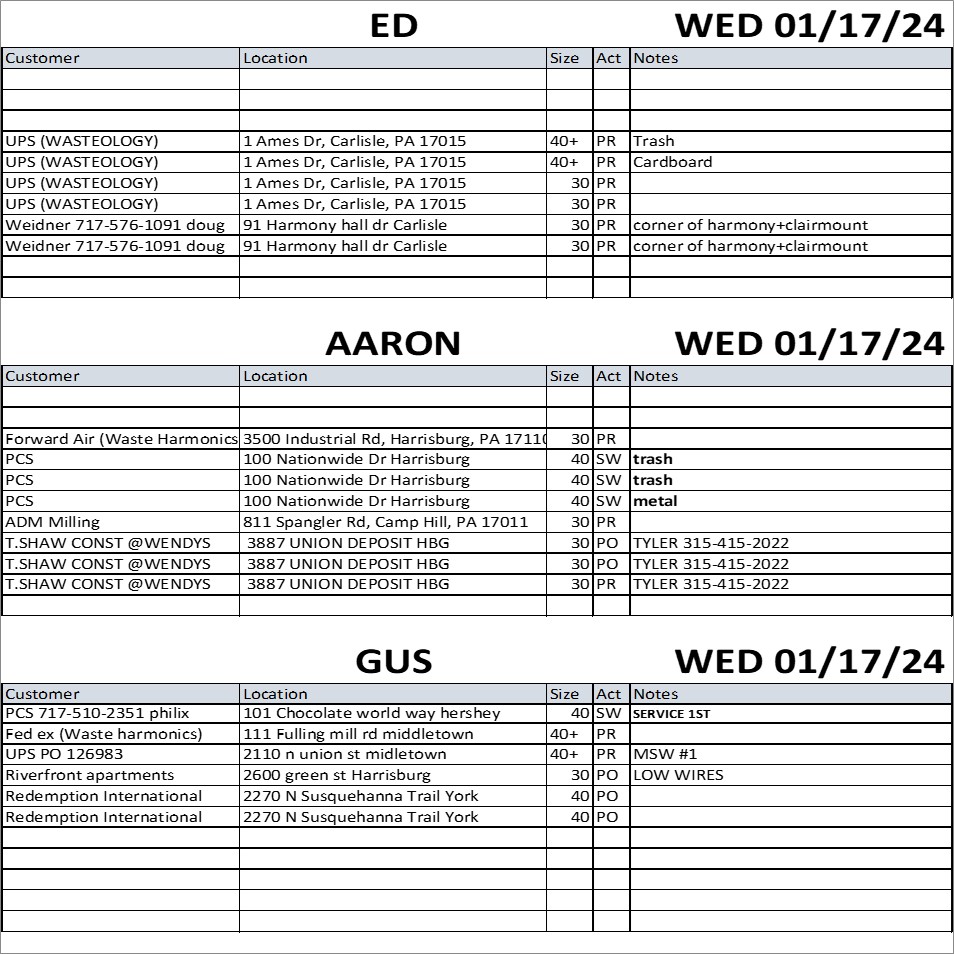 ED WED 01/17/24
Customer Location Size Act Notes
UPS (WASTEOLOGY) 1 Ames Dr, Carlisle, PA 17015 40+ PR Trash
UPS (WASTEOLOGY) 1 Ames Dr, Carlisle, PA 17015 40+ PR Cardboard
UPS (WASTEOLOGY) 1 Ames Dr, Carlisle, PA 17015 30 PR
UPS (WASTEOLOGY) 1 Ames Dr, Carlisle, PA 17015 30 PR
Weidner 717-576-1091 doug 91 Harmony hall dr Carlisle 30 PR corner of harmony+clairmount
Weidner 717-576-1091 doug 91 Harmony hall dr Carlisle 30 PR corner of harmony+clairmount
AARON WED 01/17/24
Customer Location Size Act Notes
Forward Air (Waste Harmonics 3500 Industrial Rd, Harrisburg, PA 17110 30 PR
PCS 100 Nationwide Dr Harrisburg 40 SW trash
PCS 100 Nationwide Dr Harrisburg 40 SW trash
PCS 100 Nationwide Dr Harrisburg 40 SW metal
ADM Milling 811 Spangler Rd, Camp Hill, PA 17011 30 PR
T.SHAW CONST @WENDYS 3887 UNION DEPOSIT HBG 30 PO TYLER 315-415-2022
T.SHAW CONST @WENDYS 3887 UNION DEPOSIT HBG 30 PO TYLER 315-415-2022
T.SHAW CONST @WENDYS 3887 UNION DEPOSIT HBG 30 PR TYLER 315-415-2022
GUS WED 01/17/24
Customer Location Size Act Notes
PCS 717-510-2351 philix 101 Chocolate world way hershey 40 SW SERVICE 1ST
Fed ex (Waste harmonics) 111 Fulling mill rd middletown 40+ PR
UPS PO 126983 2110 n union st midletown 40+ PR MSW #1
Riverfront apartments 2600 green st Harrisburg 30 PO LOW WIRES
Redemption International 2270 N Susquehanna Trail York 40 PO
Redemption International 2270 N Susquehanna Trail York 40 PO